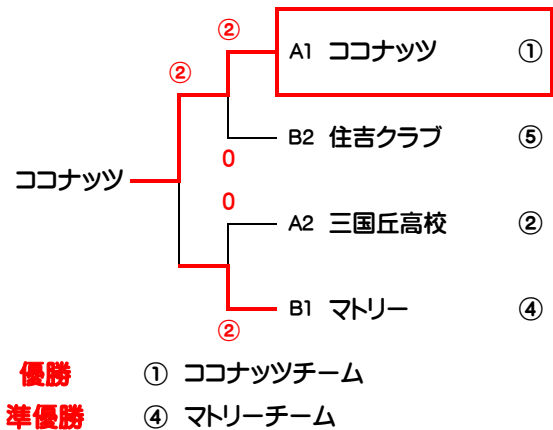 ②
A1 ココナッツ ①
②
B2 住吉クラブ ⑤
0
ココナッツ
0
A2 三国丘高校 ②
B1 マトリー ④
②
優勝 ① ココナッツチーム
準優勝 ④ マトリーチーム